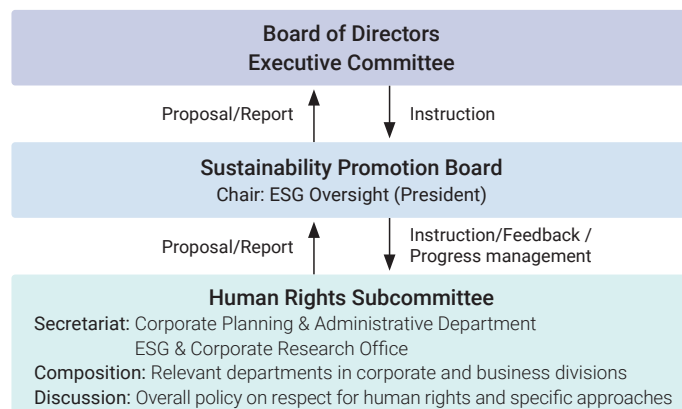 Board of Directors
Executive Committee
Proposal/Report
Instruction
Sustainability Promotion Board
Chair: ESG Oversight (President)
Proposal/Report
Instruction/Feedback /
Progress management
Human Rights Subcommittee
Secretariat: Corporate Planning & Administrative Department
ESG & Corporate Research Office
Composition: Relevant departments in corporate and business divisions
Discussion: Overall policy on respect for human rights and specific approaches